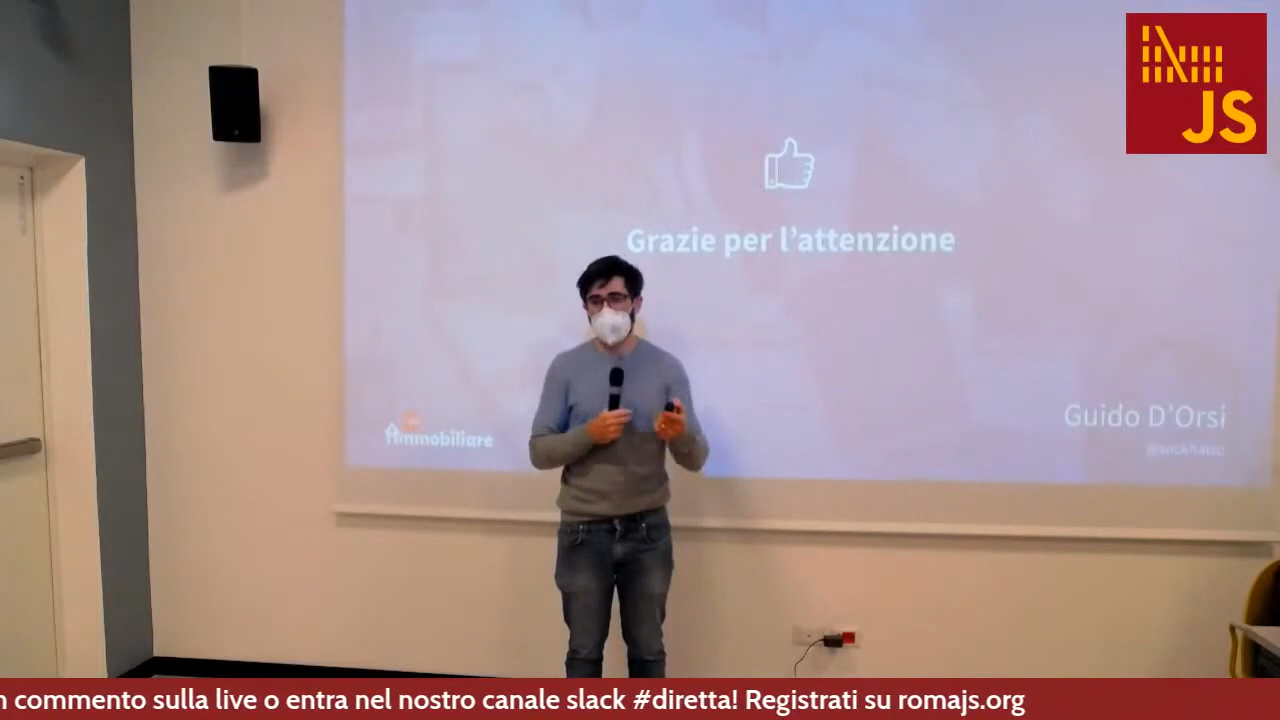 JS
Grazie per l'attenzione
Guido D'Orsi
immobiliare
commento sulla live o entra nel nostro canale slack #diretta! Registrati su romajs.org